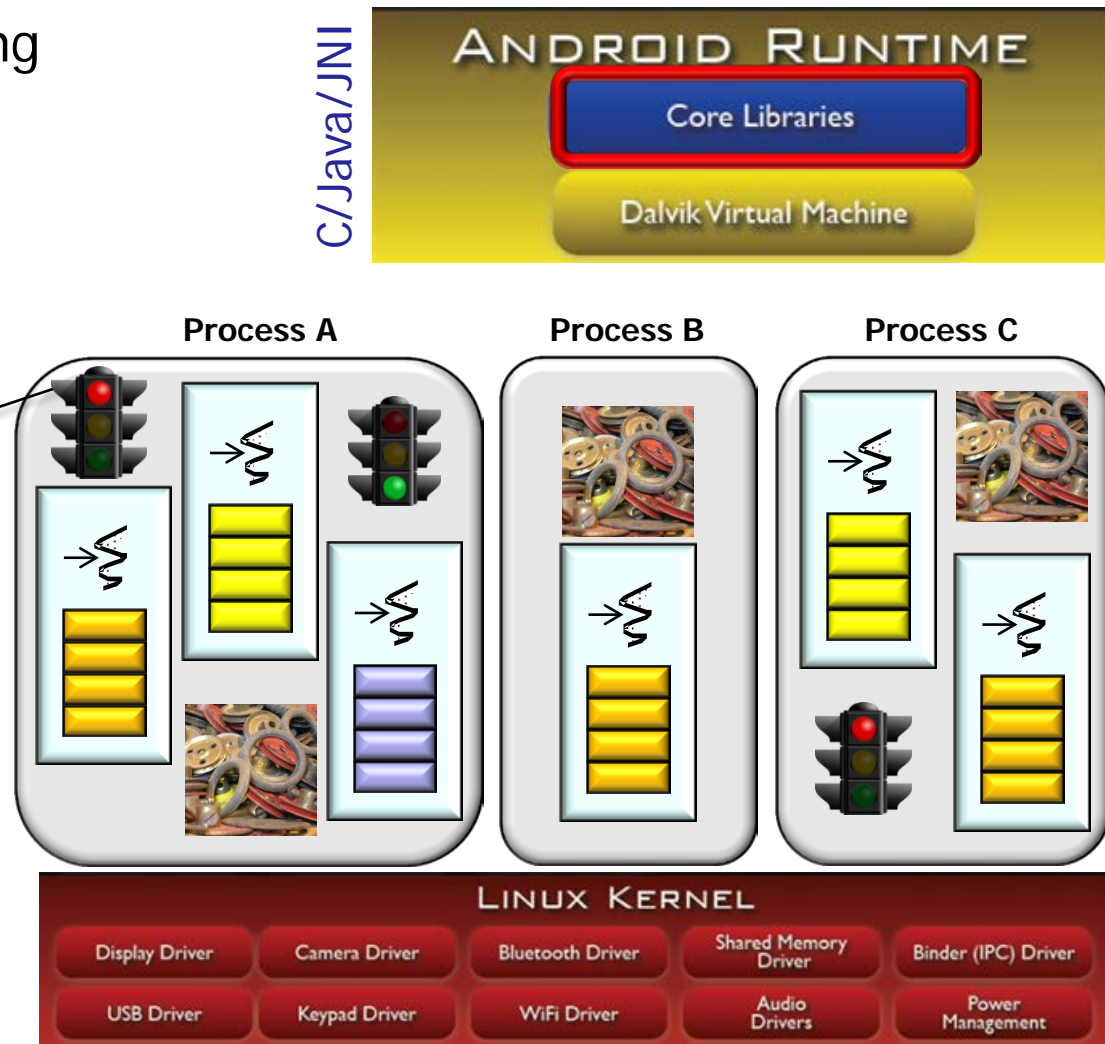 ng
C/Java/JNI
ANDROID RUNTIME
Core Libraries
Dalvik Virtual Machine
Process A
Process B
Process C
LINUX KERNEL
Display Driver
Camera Driver
Bluetooth Driver
Shared Memory
Driver
Binder (IPC) Driver
USB Driver
Keypad Driver
WiFi Driver
Audio
Drivers
Power
Management